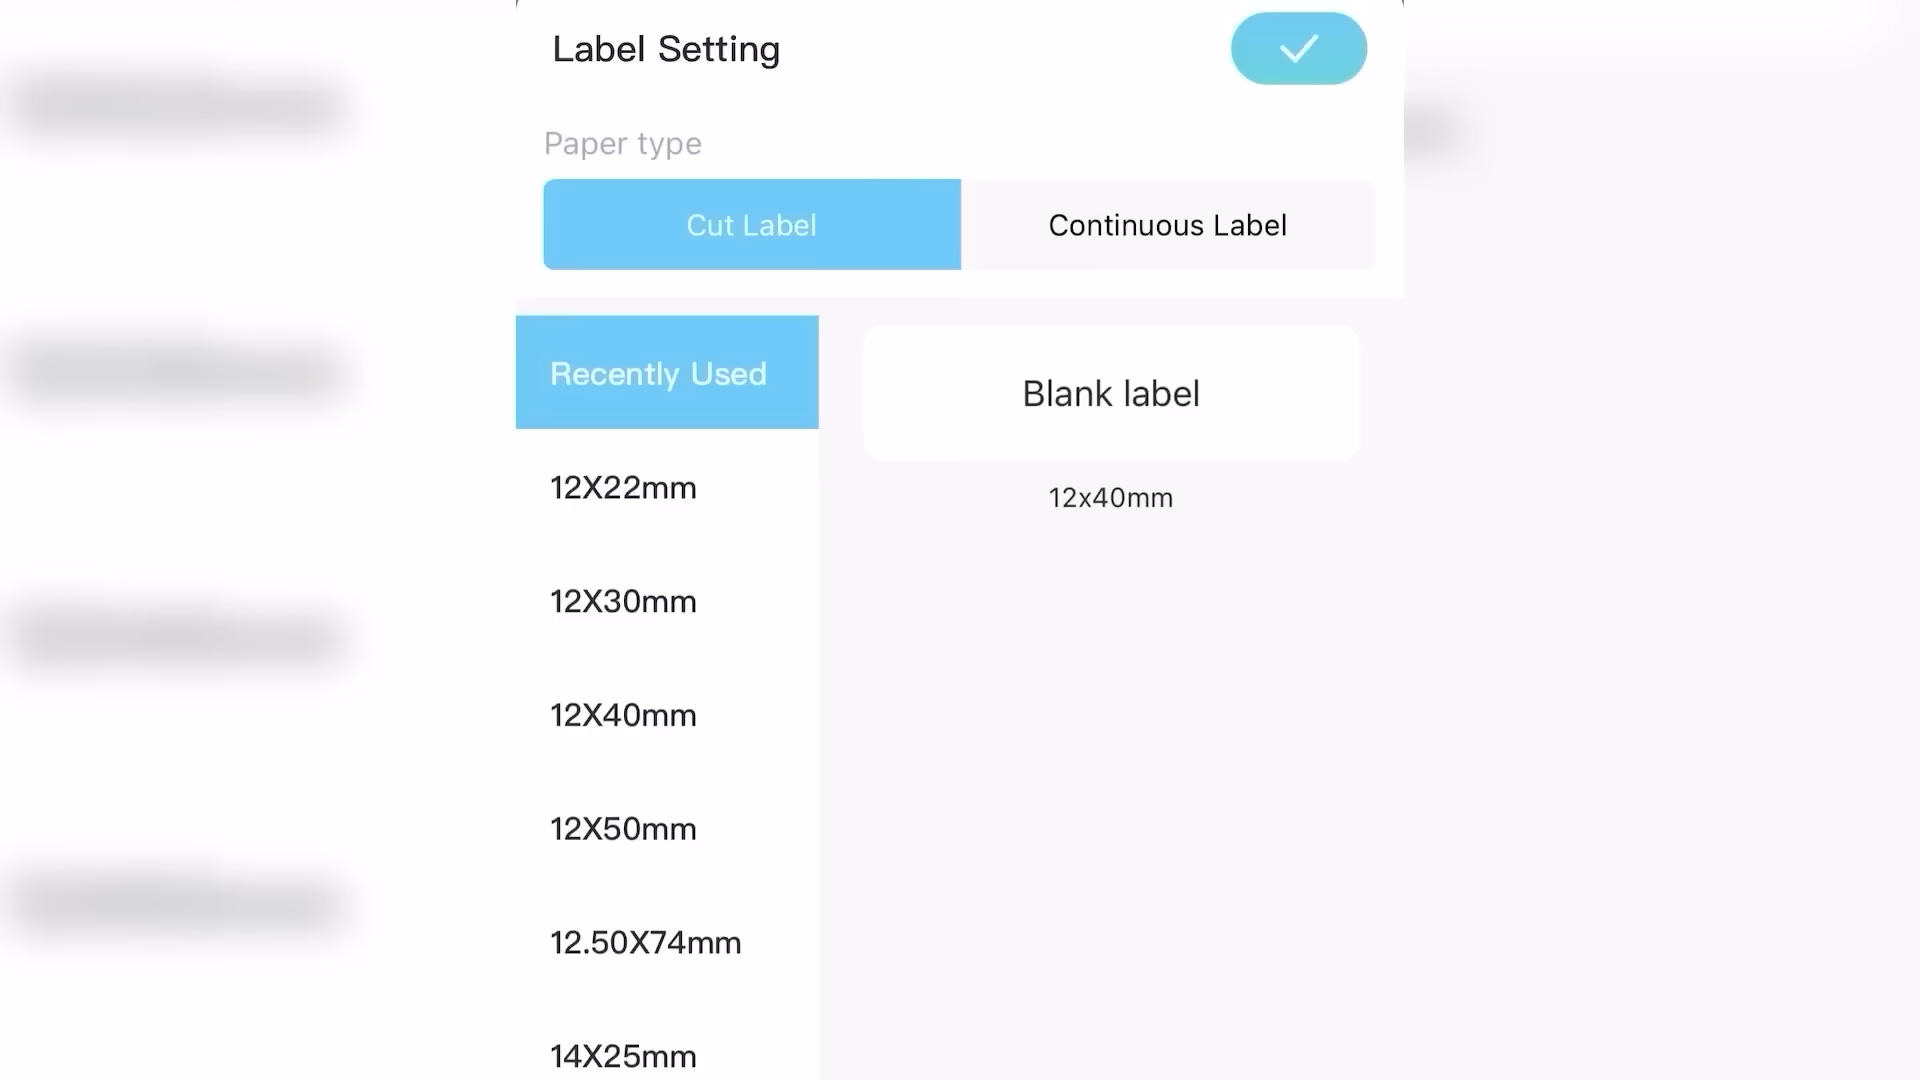 Label Setting
Paper type
Cut Label
Continuous Label
Recently Used
12X22mm
12X30mm
12X40mm
12X50mm
12.50X74mm
14X25mm
Blank label
12x40mm